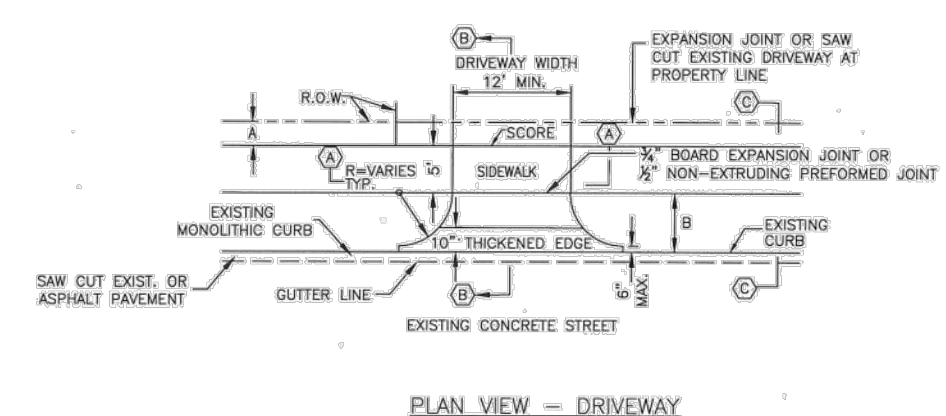 B
EXPANSION JOINT OR SAW
CUT EXISTING DRIVEWAY AT
PROPERTY LINE
DRIVEWAY WIDTH
12' MIN.
R.O.W.
C
A
SCORE
A
A
R=VARIES
TYP.
5'
SIDEWALK
¾" BOARD EXPANSION JOINT OR
½" NON-EXTRUDING PREFORMED JOINT
EXISTING
MONOLITHIC CURB
B
EXISTING
CURB
10" THICKENED EDGE
SAW CUT EXIST. OR
ASPHALT PAVEMENT
GUTTER LINE
B
6"
MAX.
C
EXISTING CONCRETE STREET
PLAN VIEW - DRIVEWAY